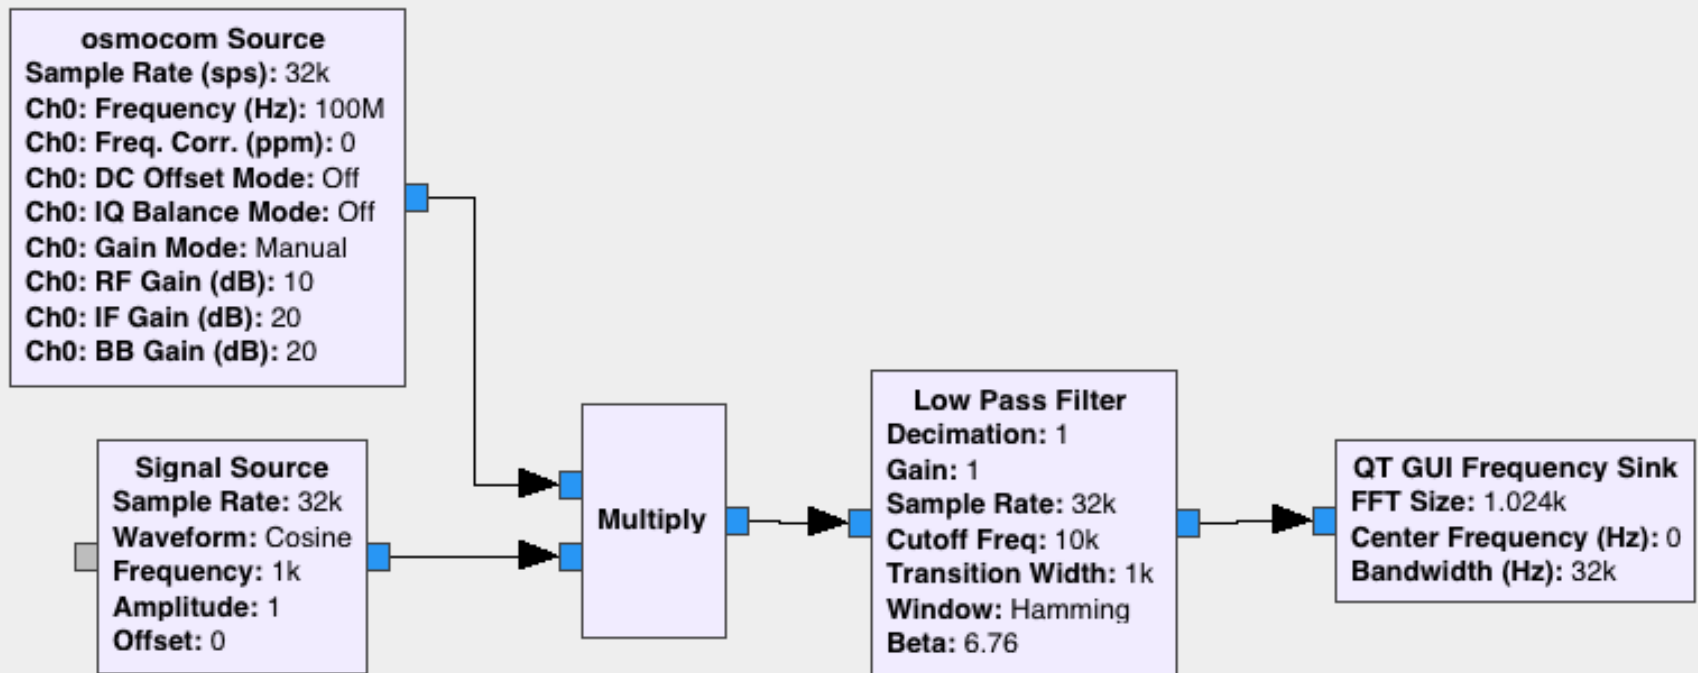 osmocom Source
Sample Rate (sps): 32k
Ch0: Frequency (Hz): 100M
Ch0: Freq. Corr. (ppm): 0
Ch0: DC Offset Mode: Off
Ch0: IQ Balance Mode: Off
Ch0: Gain Mode: Manual
Ch0: RF Gain (dB): 10
Ch0: IF Gain (dB): 20
Ch0: BB Gain (dB): 20
Signal Source
Sample Rate: 32k
Waveform: Cosine
Frequency: 1k
Amplitude: 1
Offset: 0
Multiply
Low Pass Filter
Decimation: 1
Gain: 1
Sample Rate: 32k
Cutoff Freq: 10k
Transition Width: 1k
Window: Hamming
Beta: 6.76
QT GUI Frequency Sink
FFT Size: 1.024k
Center Frequency (Hz): 0
Bandwidth (Hz): 32k